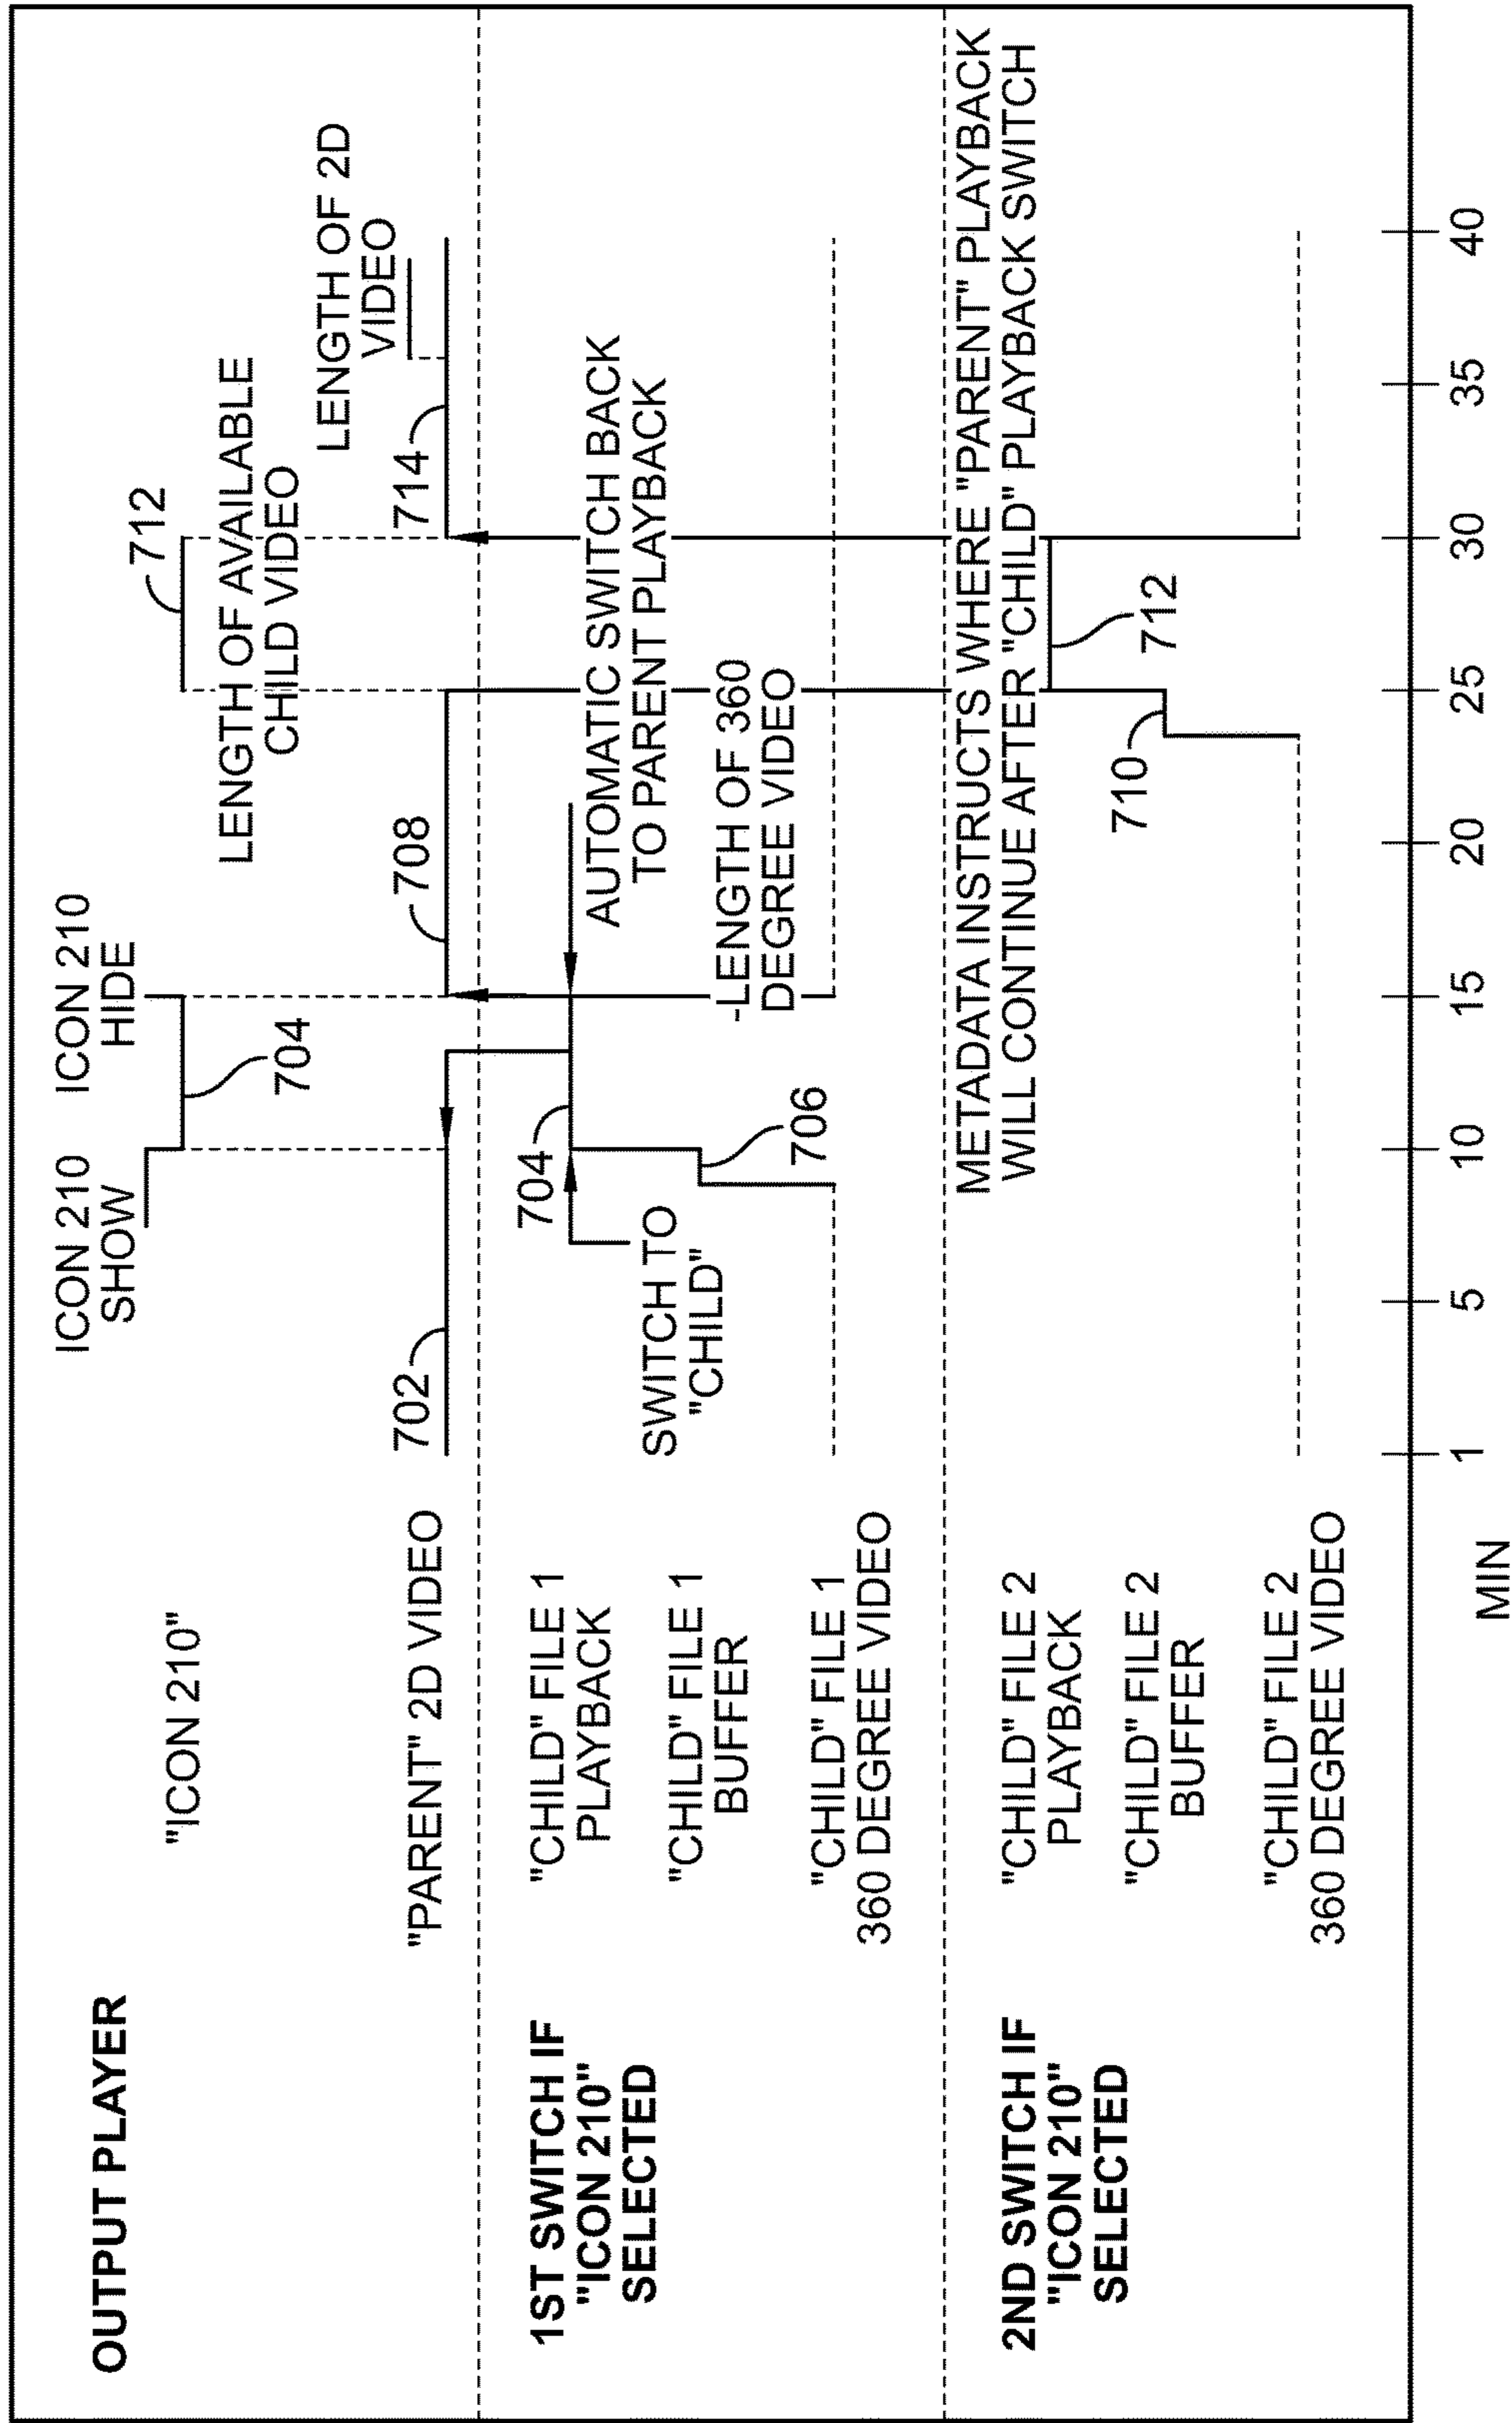 OUTPUT PLAYER
"ICON 210"
ICON 210
SHOW
ICON 210
HIDE
704
712
LENGTH OF AVAILABLE
CHILD VIDEO
LENGTH OF 2D
VIDEO
"PARENT" 2D VIDEO
702
708
714
1ST SWITCH IF
"ICON 210"
SELECTED
"CHILD" FILE 1
PLAYBACK
704
AUTOMATIC SWITCH BACK
TO PARENT PLAYBACK
SWITCH TO
"CHILD"
"CHILD" FILE 1
BUFFER
706
-LENGTH OF 360
DEGREE VIDEO
"CHILD" FILE 1
360 DEGREE VIDEO
2ND SWITCH IF
"ICON 210"
SELECTED
METADATA INSTRUCTS WHERE "PARENT" PLAYBACK
WILL CONTINUE AFTER "CHILD" PLAYBACK SWITCH
"CHILD" FILE 2
PLAYBACK
712
"CHILD" FILE 2
BUFFER
710
"CHILD" FILE 2
360 DEGREE VIDEO
1 5 10 15 20 25 30 35 40
MIN